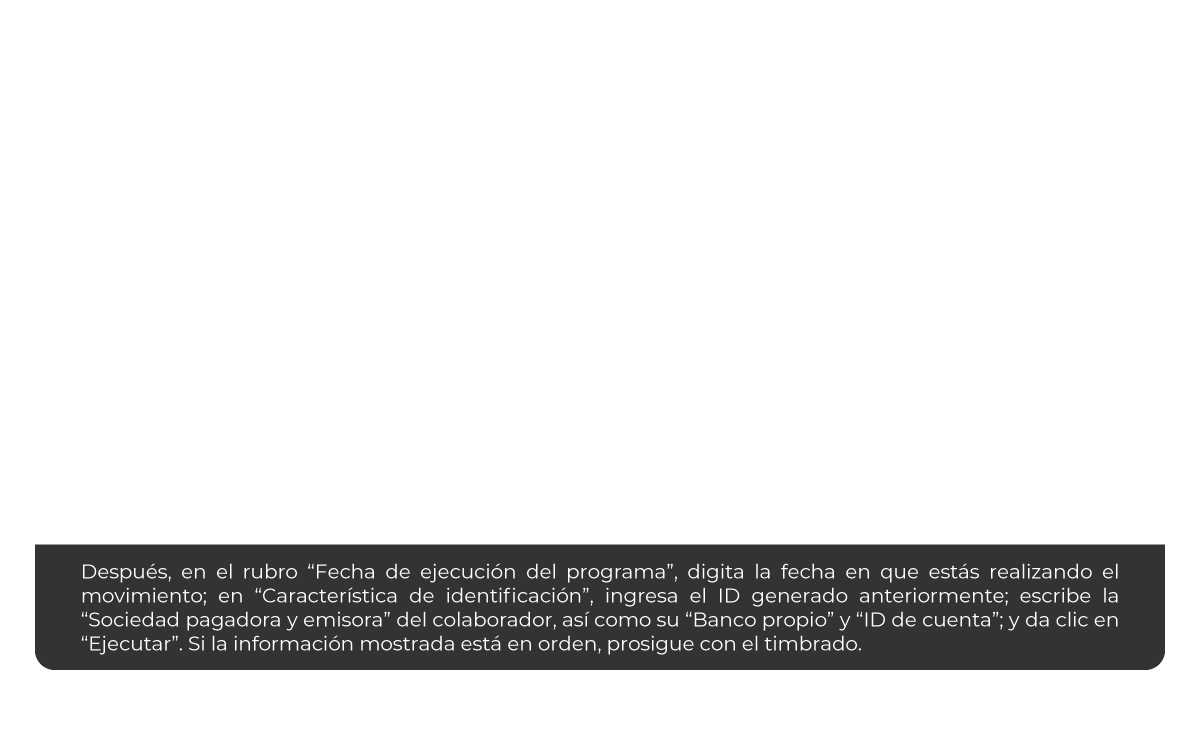 Después, en el rubro “Fecha de ejecución del programa”, digita la fecha en que estás realizando el
movimiento; en “Característica de identificación”, ingresa el ID generado anteriormente; escribe la
“Sociedad pagadora y emisora” del colaborador, así como su “Banco propio” y “ID de cuenta”; y da clic en
“Ejecutar”. Si la información mostrada está en orden, prosigue con el timbrado.